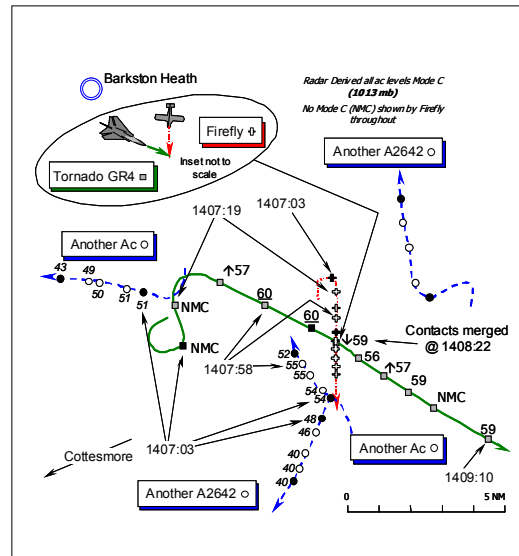 Barkston Heath
Radar Derived all ac levels Mode C
(1013 mb)
No Mode C (NMC) shown by Firefly
throughout
Firefly
Another A2642
Inset not to
scale
Tornado GR4
1407:19
1407:03
Another Ac
43
49
50
51
51
NMC
57
60
60
59
Contacts merged
@ 1408:22
56
57
59
NMC
59
NMC
1407:58
52
55
55
54
54
48
46
40
40
40
1407:03
Cottesmore
Another Ac
1409:10
Another A2642
0
5 NM